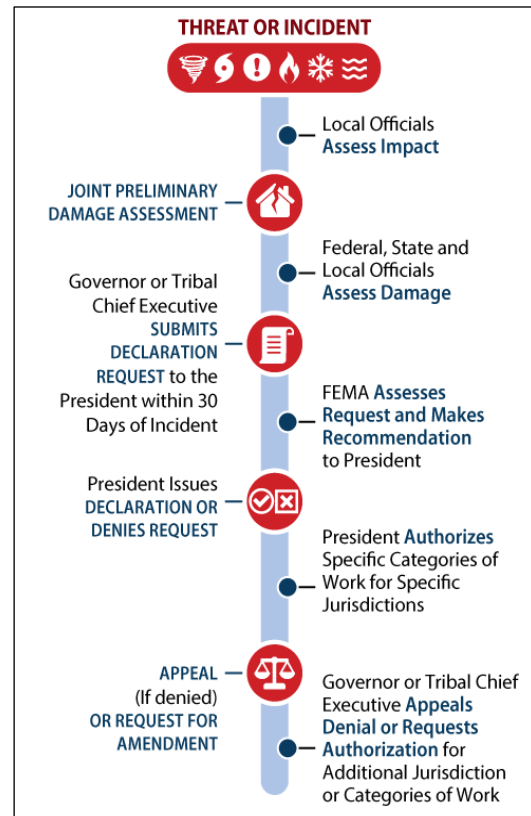 THREAT OR INCIDENT
Local Officials
Assess Impact
JOINT PRELIMINARY
DAMAGE ASSESSMENT
Federal, State and
Local Officials
Assess Damage
Governor or Tribal
Chief Executive
SUBMITS
DECLARATION
REQUEST to the
President within 30
Days of Incident
FEMA Assesses
Request and Makes
Recommendation
to President
President Issues
DECLARATION OR
DENIES REQUEST
President Authorizes
Specific Categories of
Work for Specific
Jurisdictions
APPEAL
(If denied)
OR REQUEST FOR
AMENDMENT
Governor or Tribal Chief
Executive Appeals
Denial or Requests
Authorization for
Additional Jurisdiction
or Categories of Work